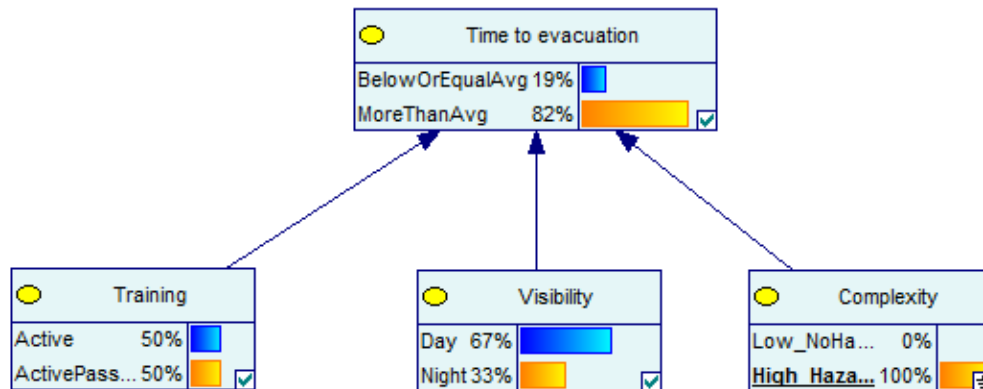 Time to evacuation
BelowOrEqualAvg 19%
MoreThanAvg 82%
Training
Active 50%
ActivePass... 50%
Visibility
Day 67%
Night 33%
Complexity
Low_NoHa... 0%
High_Haza... 100%